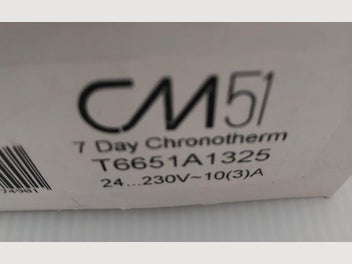 CM51
7 Day Chronotherm
T6651A1325
24...230V~10(3)A